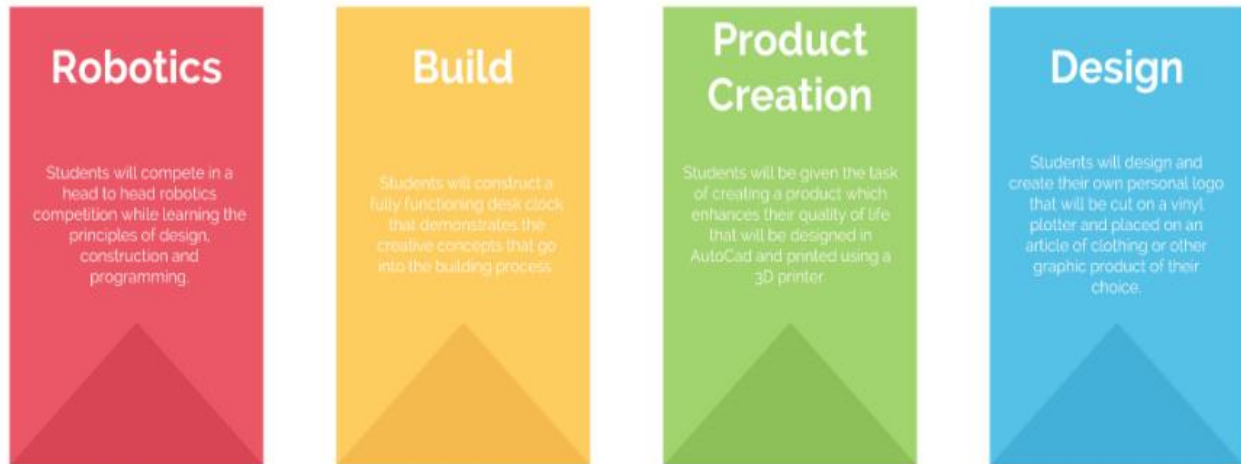 Robotics
Students will compete in a
head to head robotics
competition while learning the
principles of design,
construction and
programming.
Build
Students will construct a
fully functioning desk clock
that demonstrates the
creative concepts that go
into the building process
Product
Creation
Students will be given the task
of creating a product which
enhances their quality of life
that will be designed in
AutoCad and printed using a
3D printer.
Design
Students will design and
create their own personal logo
that will be cut on a vinyl
plotter and placed on an
article of clothing or other
graphic product of their
choice.